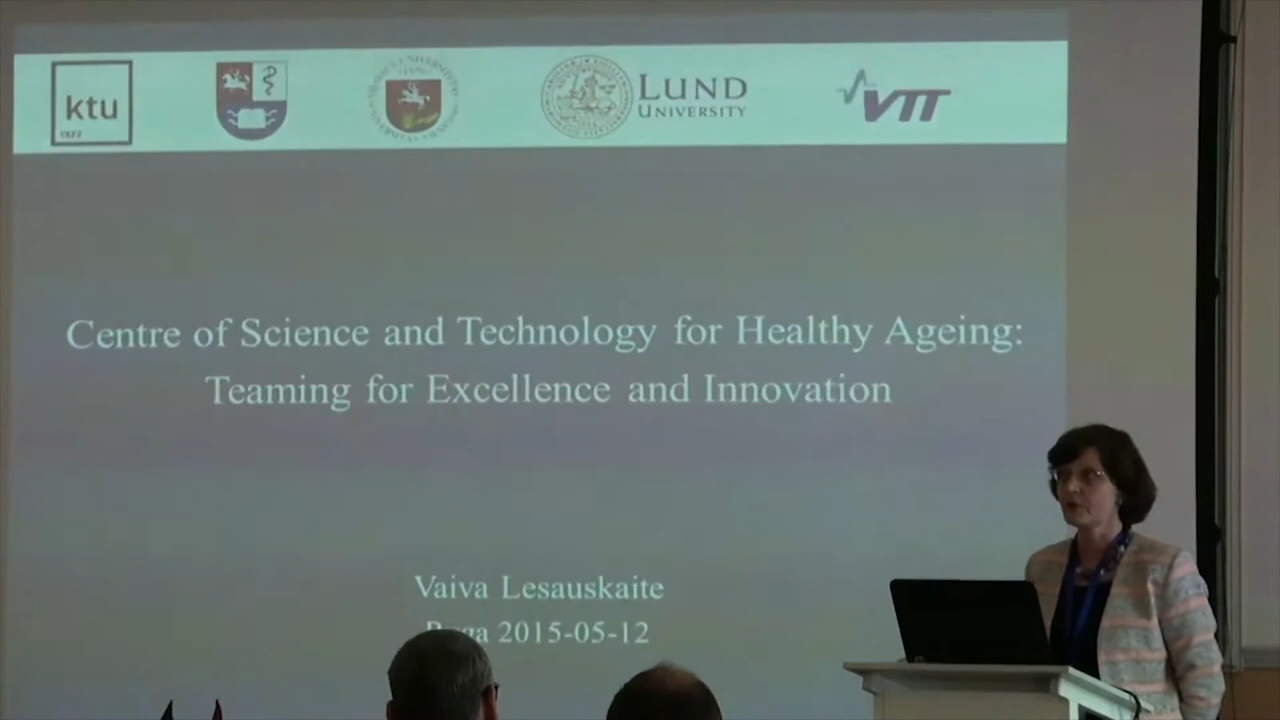 ktu
1922
LUND
UNIVERSITY
VTT
Centre of Science and Technology for Healthy Ageing:
Teaming for Excellence and Innovation
Vaiva Lesauskaite
2015-05-12